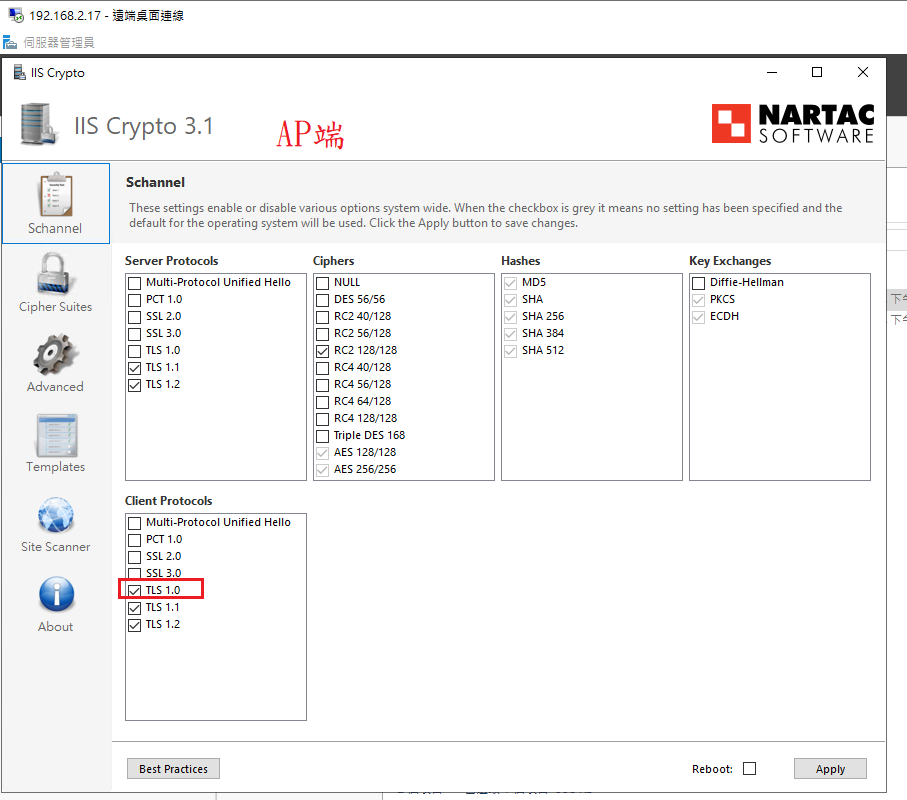 192.168.2.17 - 遠端桌面連線
伺服器管理員
IIS Crypto
IIS Crypto 3.1
AP端
NARTAC
SOFTWARE
Schannel
Cipher Suites
Advanced
Templates
Site Scanner
About
Schannel
These settings enable or disable various options system wide. When the checkbox is grey it means no setting has been specified and the
default for the operating system will be used. Click the Apply button to save changes.
Server Protocols
Multi-Protocol Unified Hello
PCT 1.0
SSL 2.0
SSL 3.0
TLS 1.0
TLS 1.1
TLS 1.2
Ciphers
NULL
DES 56/56
RC2 40/128
RC2 56/128
RC2 128/128
RC4 40/128
RC4 56/128
RC4 64/128
RC4 128/128
Triple DES 168
AES 128/128
AES 256/256
Hashes
MD5
SHA
SHA 256
SHA 384
SHA 512
Key Exchanges
Diffie-Hellman
PKCS
ECDH
Client Protocols
Multi-Protocol Unified Hello
PCT 1.0
SSL 2.0
SSL 3.0
TLS 1.0
TLS 1.1
TLS 1.2
Best Practices
Reboot:
Apply